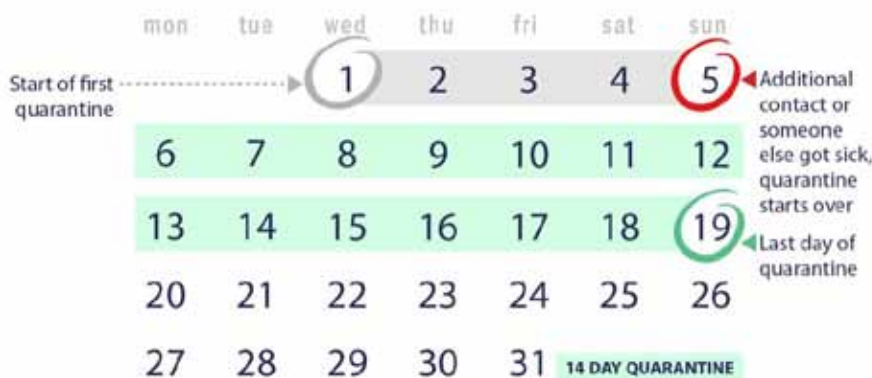 mon tue wed thu fri sat sun
Start of first
quarantine
1 2 3 4 5
Additional
contact or
someone
else got sick,
quarantine
starts over
6 7 8 9 10 11 12
13 14 15 16 17 18 19
Last day of
quarantine
20 21 22 23 24 25 26
27 28 29 30 31
14 DAY QUARANTINE